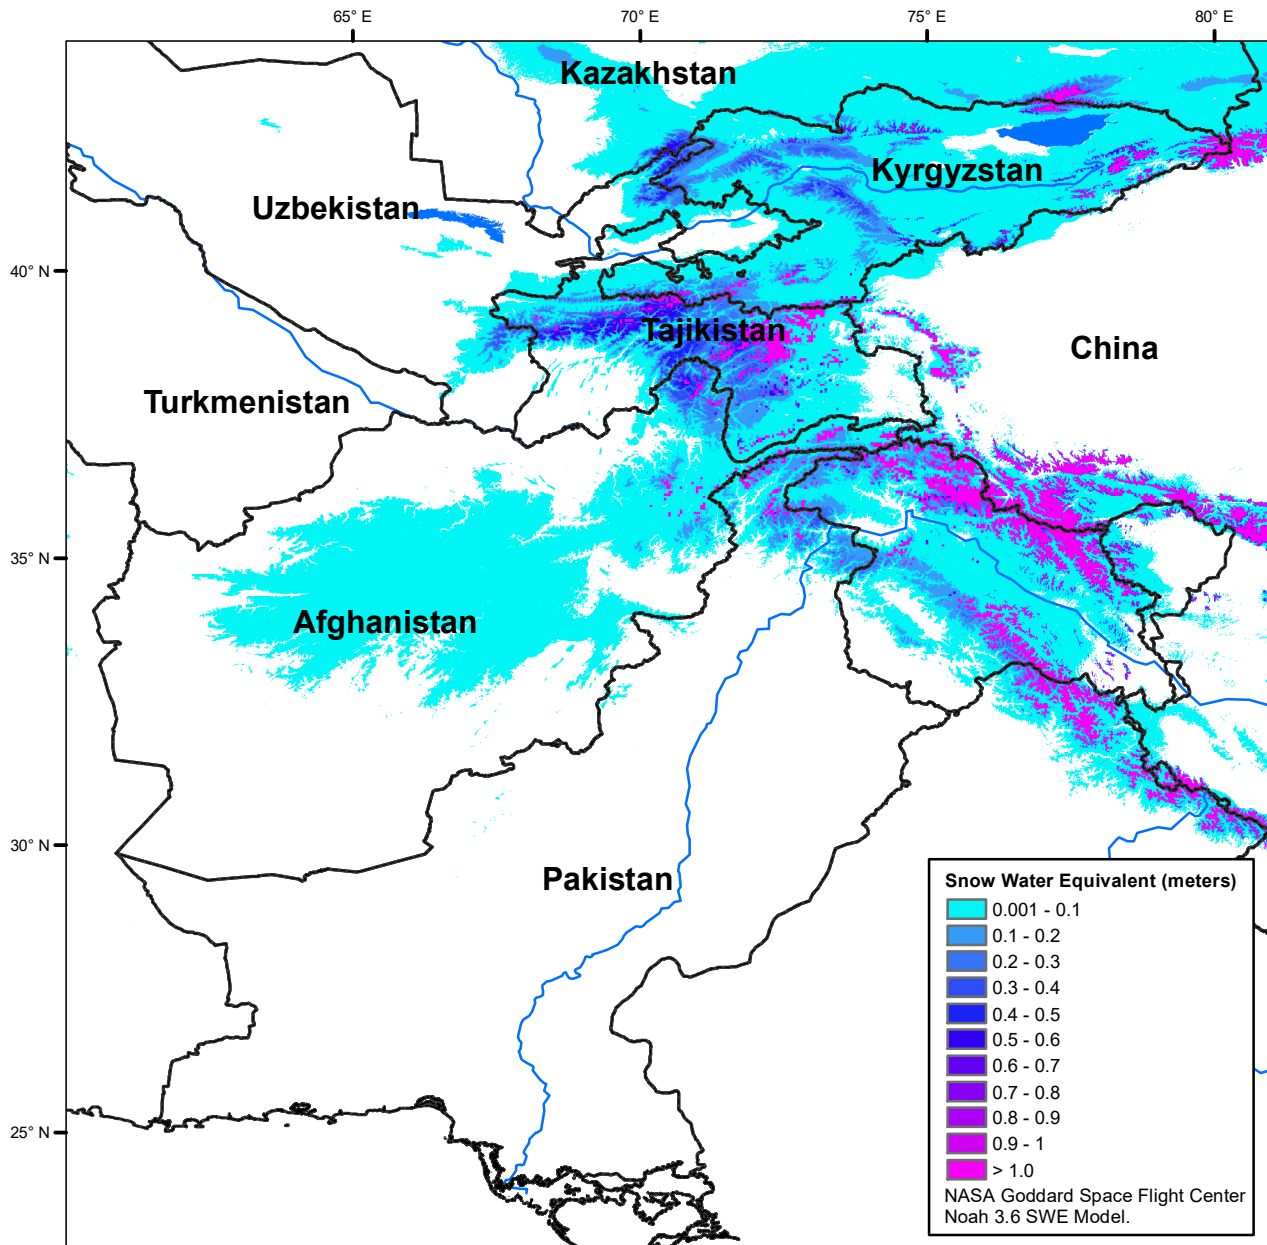 65° E
70° E
75° E
80° E
Kazakhstan
Kyrgyzstan
Uzbekistan
40° N
Tajikistan
China
Turkmenistan
35° N
Afghanistan
30° N
Pakistan
Snow Water Equivalent (meters)
0.001 - 0.1
0.1 - 0.2
0.2 - 0.3
0.3 - 0.4
0.4 - 0.5
0.5 - 0.6
0.6 - 0.7
0.7 - 0.8
0.8 - 0.9
0.9 - 1
> 1.0
25° N
NASA Goddard Space Flight Center
Noah 3.6 SWE Model.